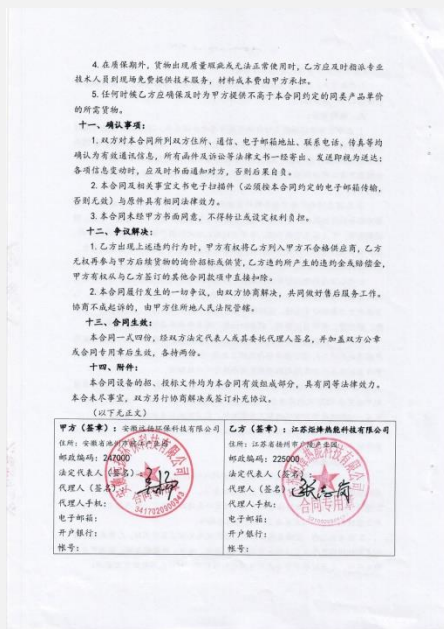 4. 在质保期外，货物出现质量瑕疵或无法正常使用时，乙方应及时指派专业
技术人员到现场免费提供技术服务，材料成本费由甲方承担。
5. 任何时候乙方应确保及时为甲方提供不高于本合同约定的同类产品单价
的所需货物。
十一、确认事项：
1. 双方对本合同所列双方住所、通信、电子邮箱地址、联系电话、传真等均
确认为有效通讯信息，所有函件及诉讼等法律文书一经寄出、发送即视为送达；
各项信息变动时，应及时书面通知对方，否则后果自负。
2. 本合同及相关事宜文书电子扫描件（必须按本合同约定的电子邮箱传输，
否则无效）与原件具有相同法律效力。
3. 本合同未经甲方书面同意，不得转让或设定权利负担。
十二、争议解决：
1. 乙方出现上述违约行为时，甲方有权将乙方列入甲方不合格供应商，乙方
无权再参与甲方后续货物的询价招标或供货，乙方违约所产生的违约金或赔偿金，
甲方有权从与乙方签订的其他合同款项中直接扣除。
2. 本合同履行发生的一切争议，由双方协商解决，共同做好售后服务工作。
协商不成起诉的，由甲方住所地人民法院管辖。
十三、合同生效：
本合同一式四份，经双方法定代表人或其委托代理人签名，并加盖双方公章
或合同专用章后生效，各持两份。
十四、附件：
本合同设备的招、投标文件均为本合同有效组成部分，具有同等法律效力。
本合未尽事宜，双方另行协商解决或签订补充协议。
（以下无正文）
甲方（签章）：安徽远扬环保科技有限公司
住所：安徽省池州市
邮政编码：247000
法定代表人（签名）：
代理人（签名）：
代理人手机：
电子邮箱：
开户银行：
帐号：
3417020000943
乙方（签章）：江苏炬烽热能科技有限公司
住所：江苏省扬州市广陵产业园
邮政编码：225000
法定代表人（签名）：
代理人（签名）：
代理人手机：
电子邮箱：
开户银行：
帐号：
合同专用章